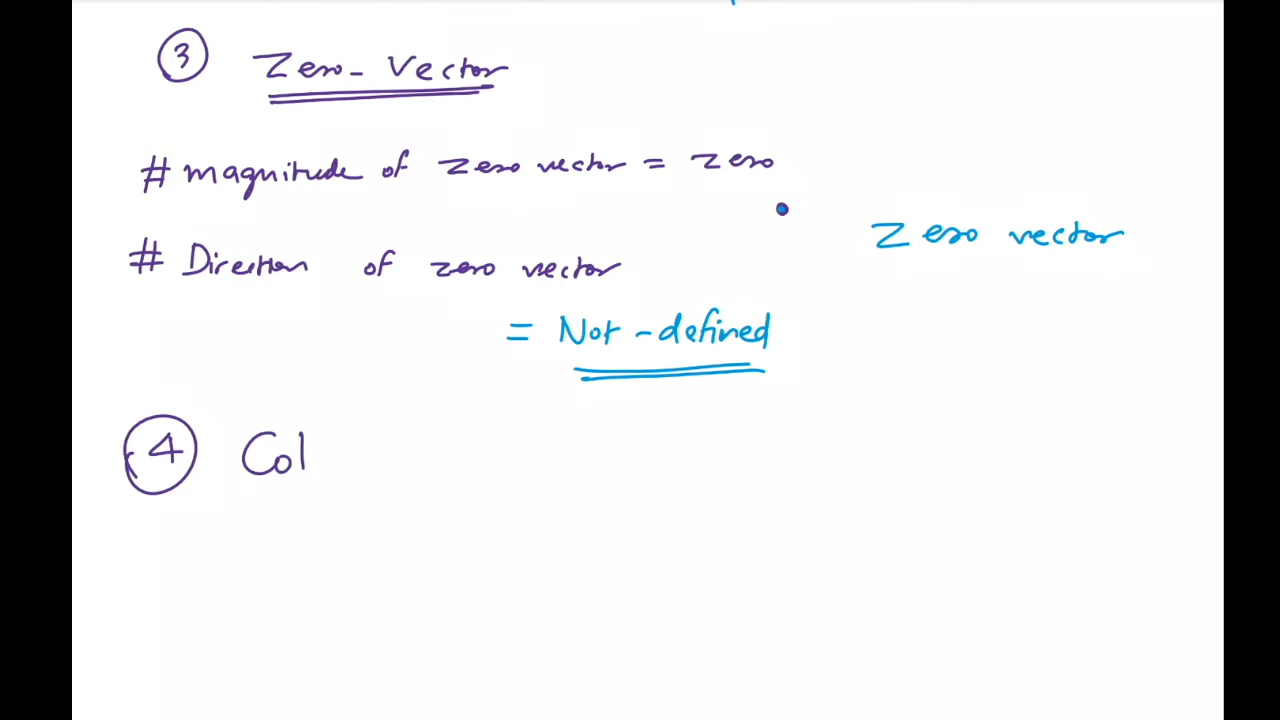 3 Zero-Vector
# magnitude of zero vector = zero
Zero vector
# Direction of zero vector
= Not-defined
4 Col